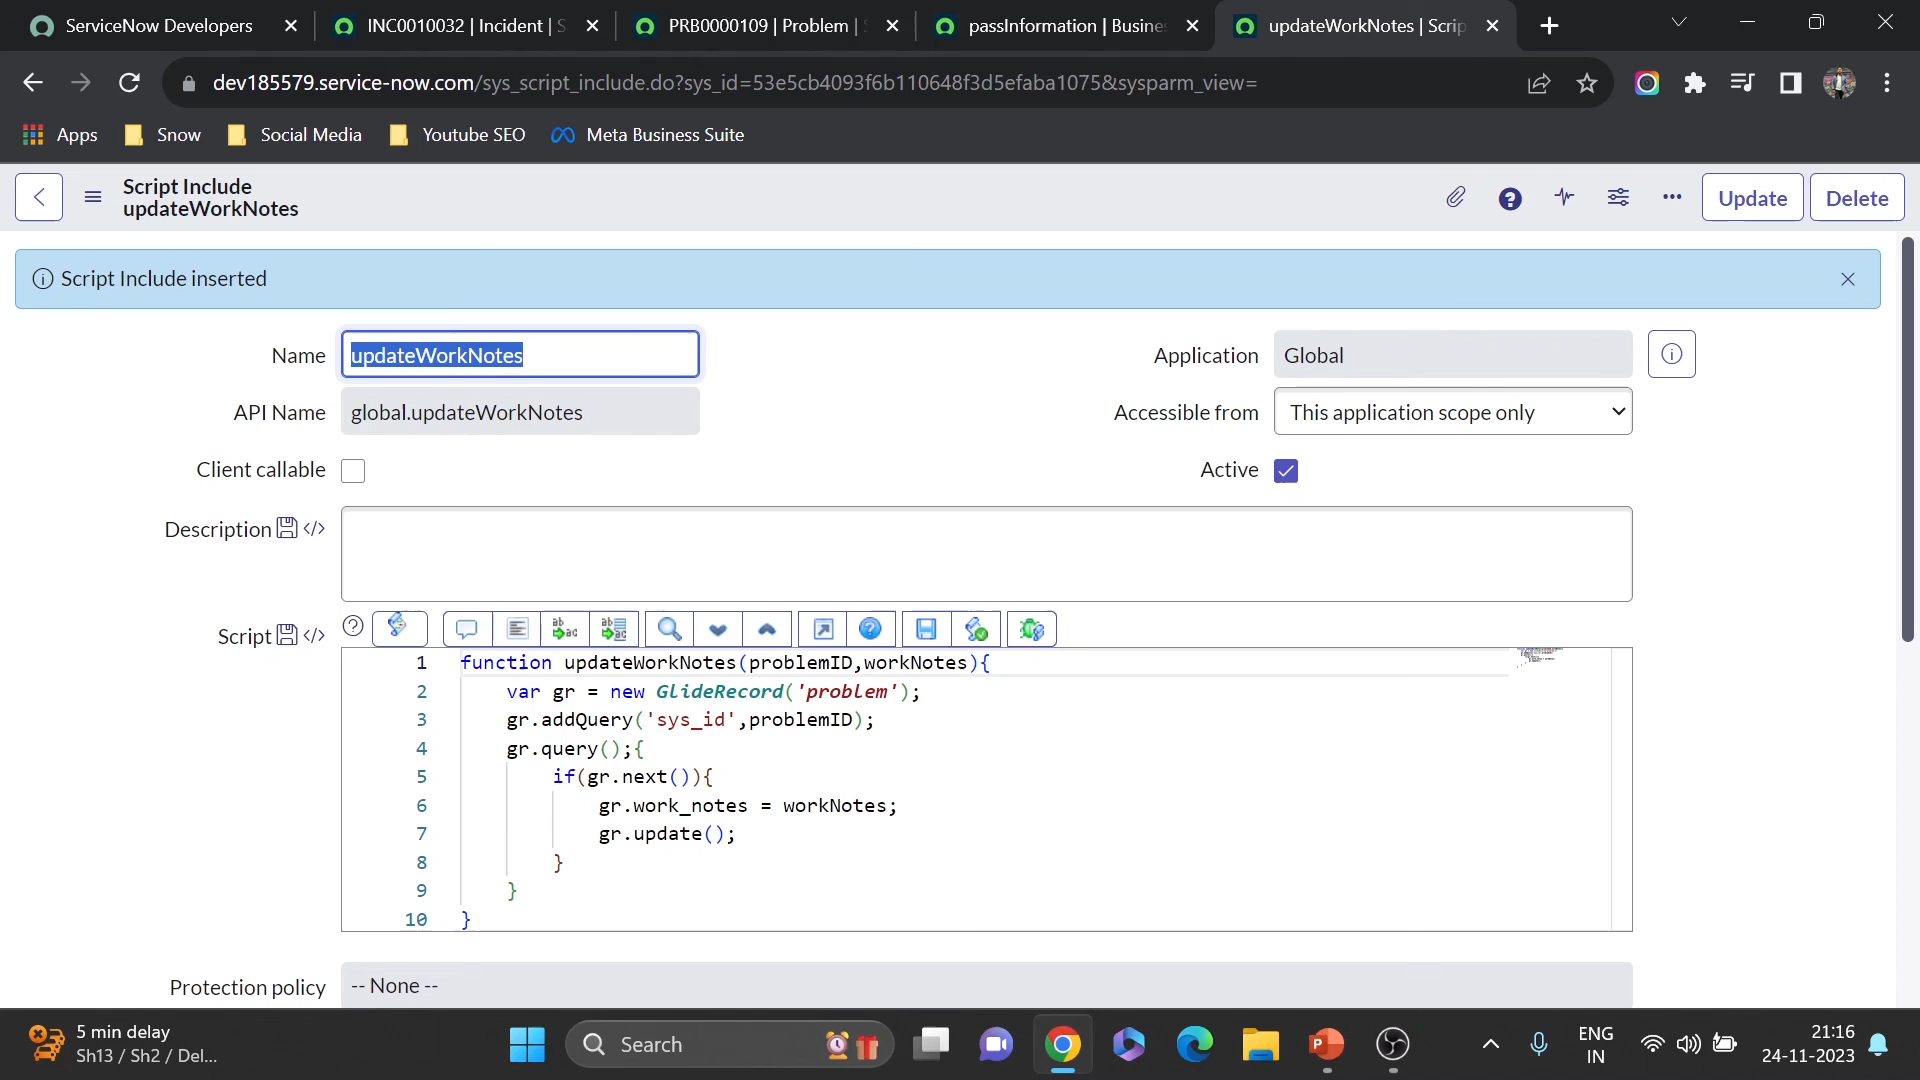 ServiceNow Developers
INC0010032 | Incident | S
PRB0000109 | Problem | S
passInformation | Busine
updateWorkNotes | Scrip
dev185579.service-now.com/sys_script_include.do?sys_id=53e5cb4093f6b110648f3d5efaba1075&sysparm_view=
Apps
Snow
Social Media
Youtube SEO
Meta Business Suite
Script Include
updateWorkNotes
Update
Delete
Script Include inserted
Name
updateWorkNotes
Application
Global
API Name
global.updateWorkNotes
Accessible from
This application scope only
Client callable
Active
Description
Script
1 function updateWorkNotes(problemID,workNotes){
2 var gr = new GlideRecord('problem');
3 gr.addQuery('sys_id',problemID);
4 gr.query();{
5 if(gr.next()){
6 gr.work_notes = workNotes;
7 gr.update();
8 }
9 }
10 }
Protection policy
-- None --
5 min delay
Sh13 / Sh2 / Del...
Search
ENG
IN
21:16
24-11-2023